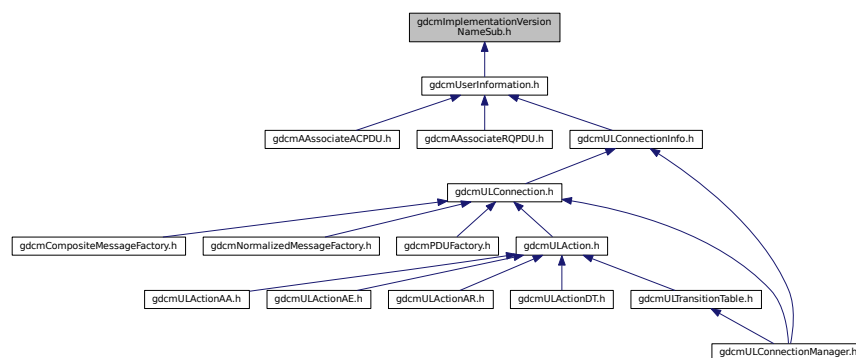 gdcmImplementationVersion
NameSub.h
gdcmUserInformation.h
gdcmAAssociateACPDU.h
gdcmAAssociateRQPDU.h
gdcmULConnectionInfo.h
gdcmULConnection.h
gdcmCompositeMessageFactory.h
gdcmNormalizedMessageFactory.h
gdcmPDUFactory.h
gdcmULAction.h
gdcmULActionAA.h
gdcmULActionAE.h
gdcmULActionAR.h
gdcmULActionDT.h
gdcmULTransitionTable.h
gdcmULConnectionManager.h